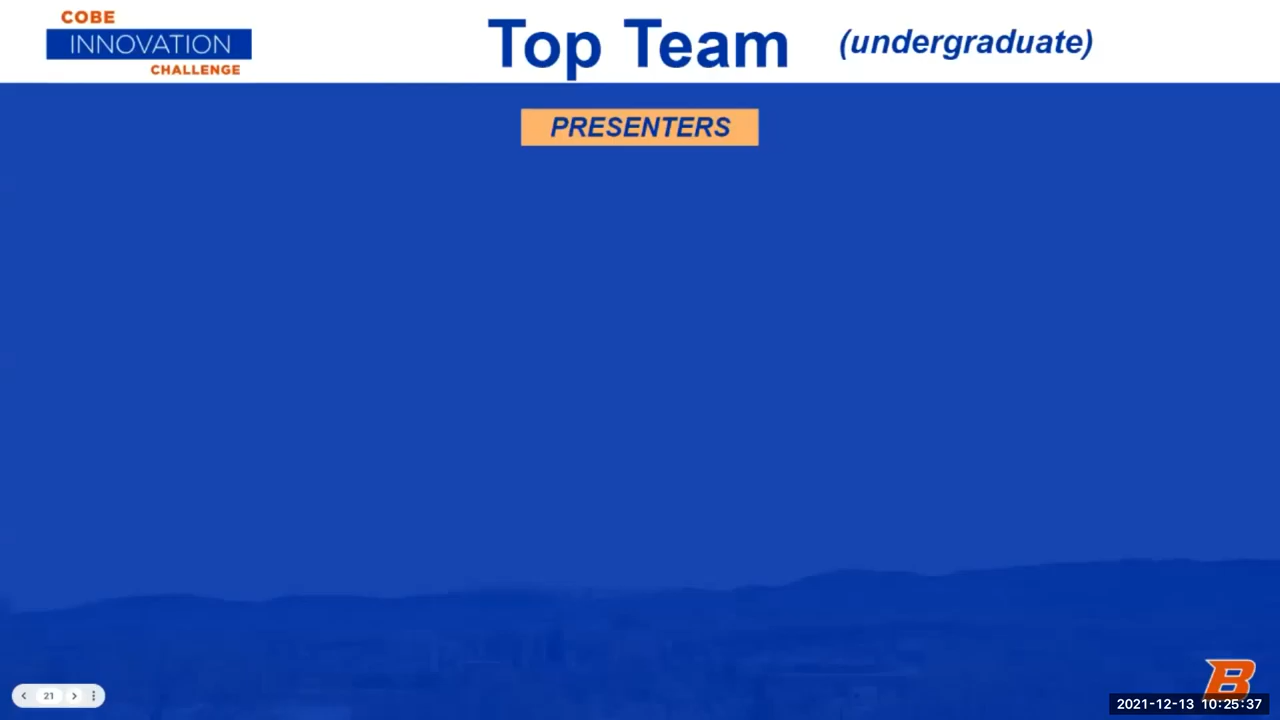 COBE
INNOVATION
CHALLENGE
Top Team (undergraduate)
PRESENTERS
21
B
2021-12-13 10:25:37